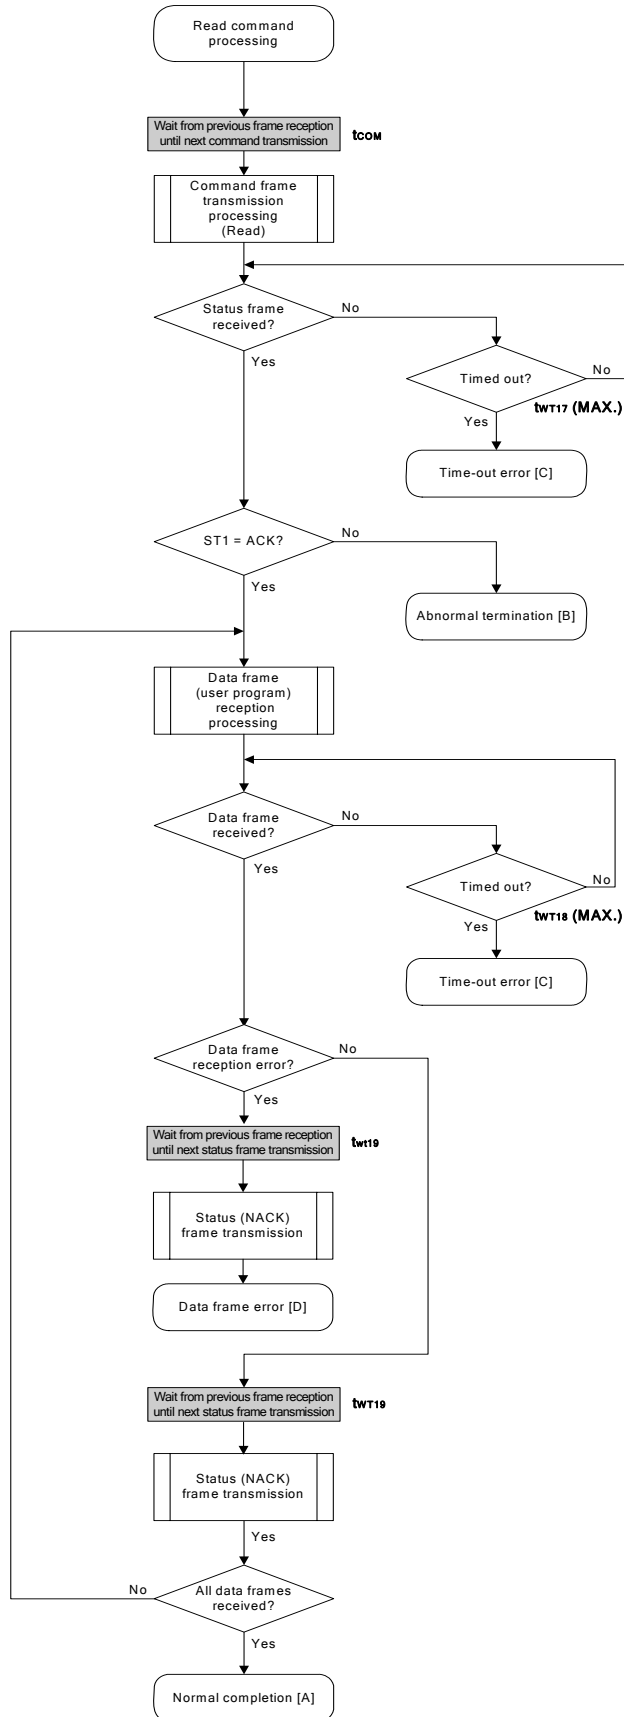 Read command
processing
Wait from previous frame reception
until next command transmission
tCOM
Command frame
transmission
processing
(Read)
Status frame
received?
No
Yes
Timed out?
No
tWT17 (MAX.)
Yes
Time-out error [C]
ST1 = ACK?
No
Yes
Abnormal termination [B]
Data frame
(user program)
reception
processing
Data frame
received?
No
Yes
Timed out?
No
tWT18 (MAX.)
Yes
Time-out error [C]
Data frame
reception error?
No
Yes
Wait from previous frame reception
until next status frame transmission
twt19
Status (NACK)
frame transmission
Data frame error [D]
Wait from previous frame reception
until next status frame transmission
tWT19
Status (NACK)
frame transmission
Yes
All data frames
received?
No
Yes
Normal completion [A]